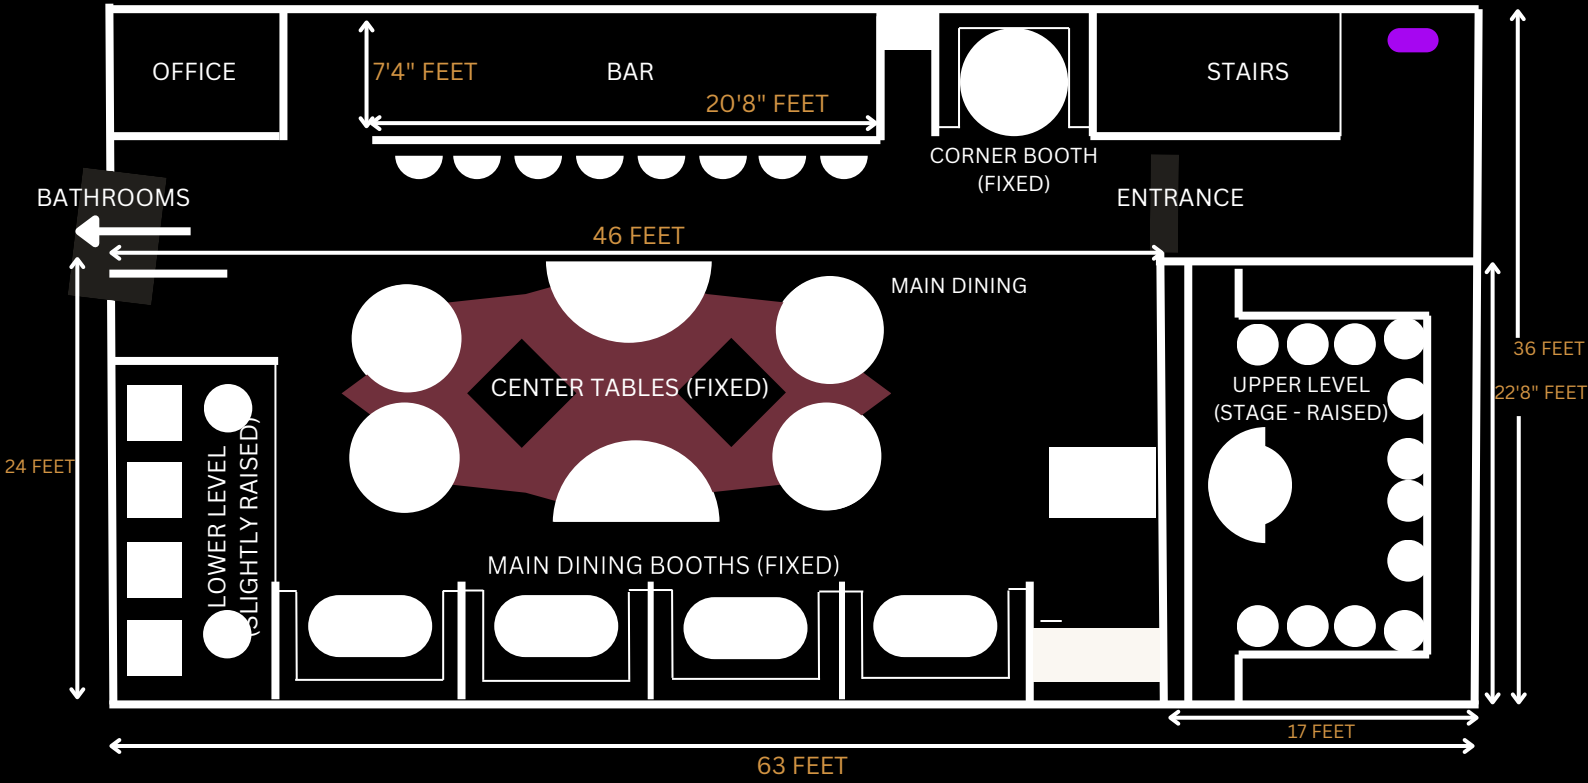 OFFICE
7'4" FEET
BAR
STAIRS
20'8" FEET
CORNER BOOTH
(FIXED)
BATHROOMS
ENTRANCE
46 FEET
MAIN DINING
36 FEET
CENTER TABLES (FIXED)
UPPER LEVEL
(STAGE - RAISED)
22'8" FEET
24 FEET
LOWER LEVEL
(SLIGHTLY RAISED)
MAIN DINING BOOTHS (FIXED)
17 FEET
63 FEET